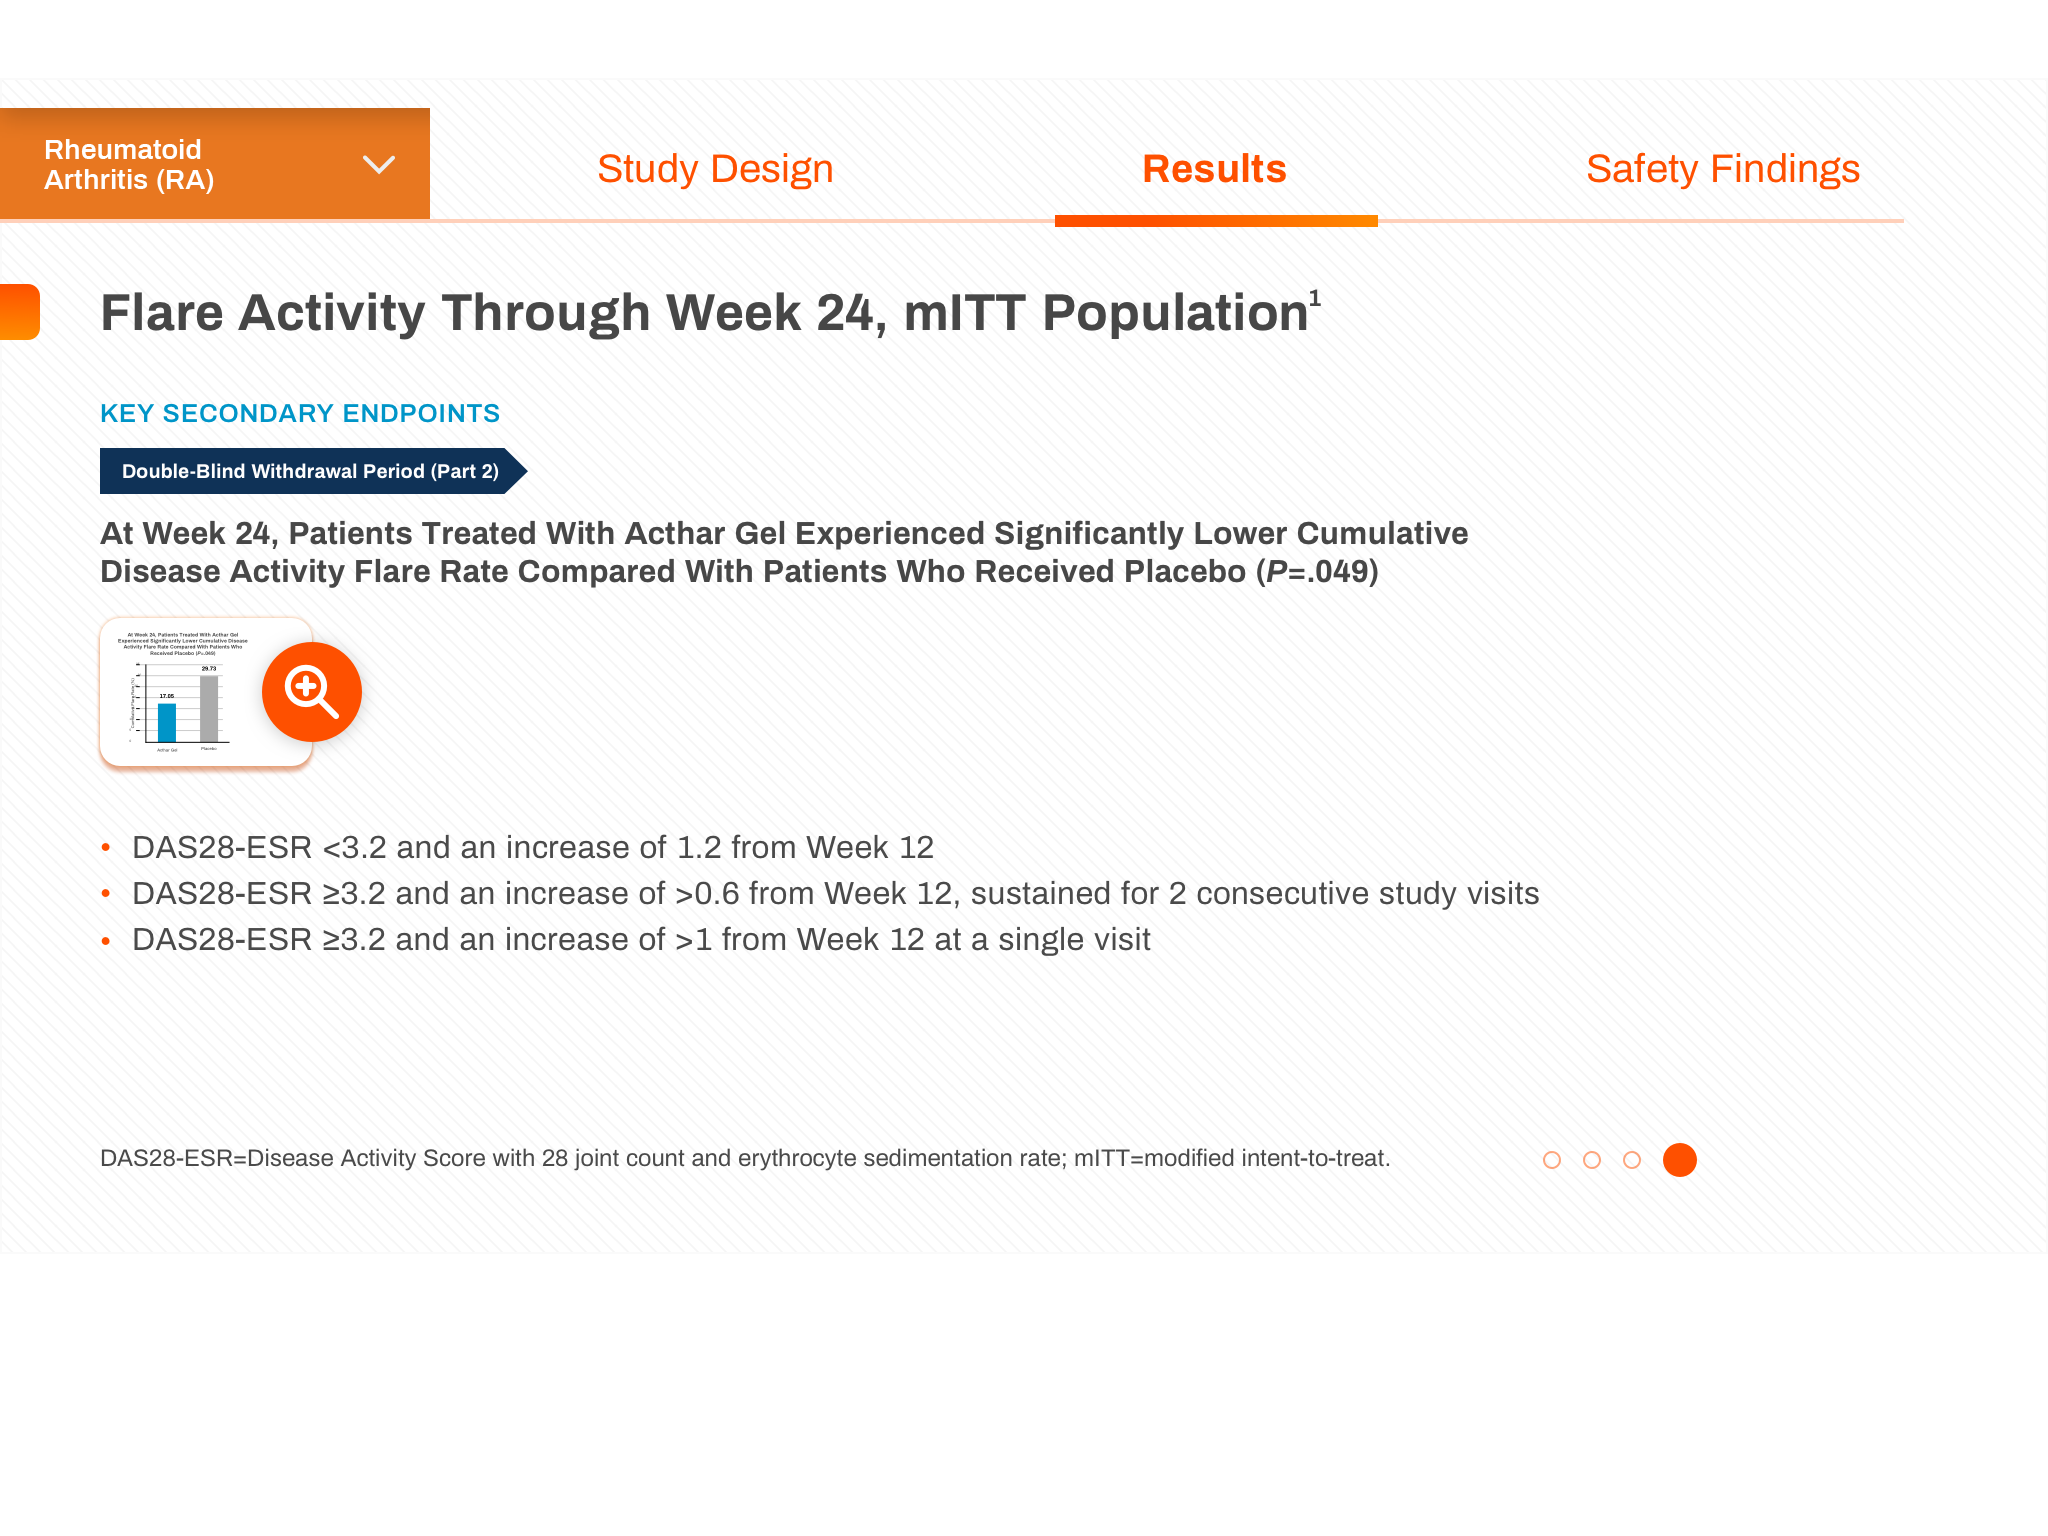 Rheumatoid
Arthritis (RA)
Study Design
Results
Safety Findings
Flare Activity Through Week 24, mITT Population¹
KEY SECONDARY ENDPOINTS
Double-Blind Withdrawal Period (Part 2)
At Week 24, Patients Treated With Acthar Gel Experienced Significantly Lower Cumulative
Disease Activity Flare Rate Compared With Patients Who Received Placebo (P=.049)
At Week 24, Patients Treated With Acthar Gel
Experienced Significantly Lower Cumulative Disease
Activity Flare Rate Compared With Patients Who
Received Placebo (P=.049)
29.73
17.05
Acthar Gel
Placebo
• DAS28-ESR <3.2 and an increase of 1.2 from Week 12
• DAS28-ESR ≥3.2 and an increase of >0.6 from Week 12, sustained for 2 consecutive study visits
• DAS28-ESR ≥3.2 and an increase of >1 from Week 12 at a single visit
DAS28-ESR=Disease Activity Score with 28 joint count and erythrocyte sedimentation rate; mITT=modified intent-to-treat.